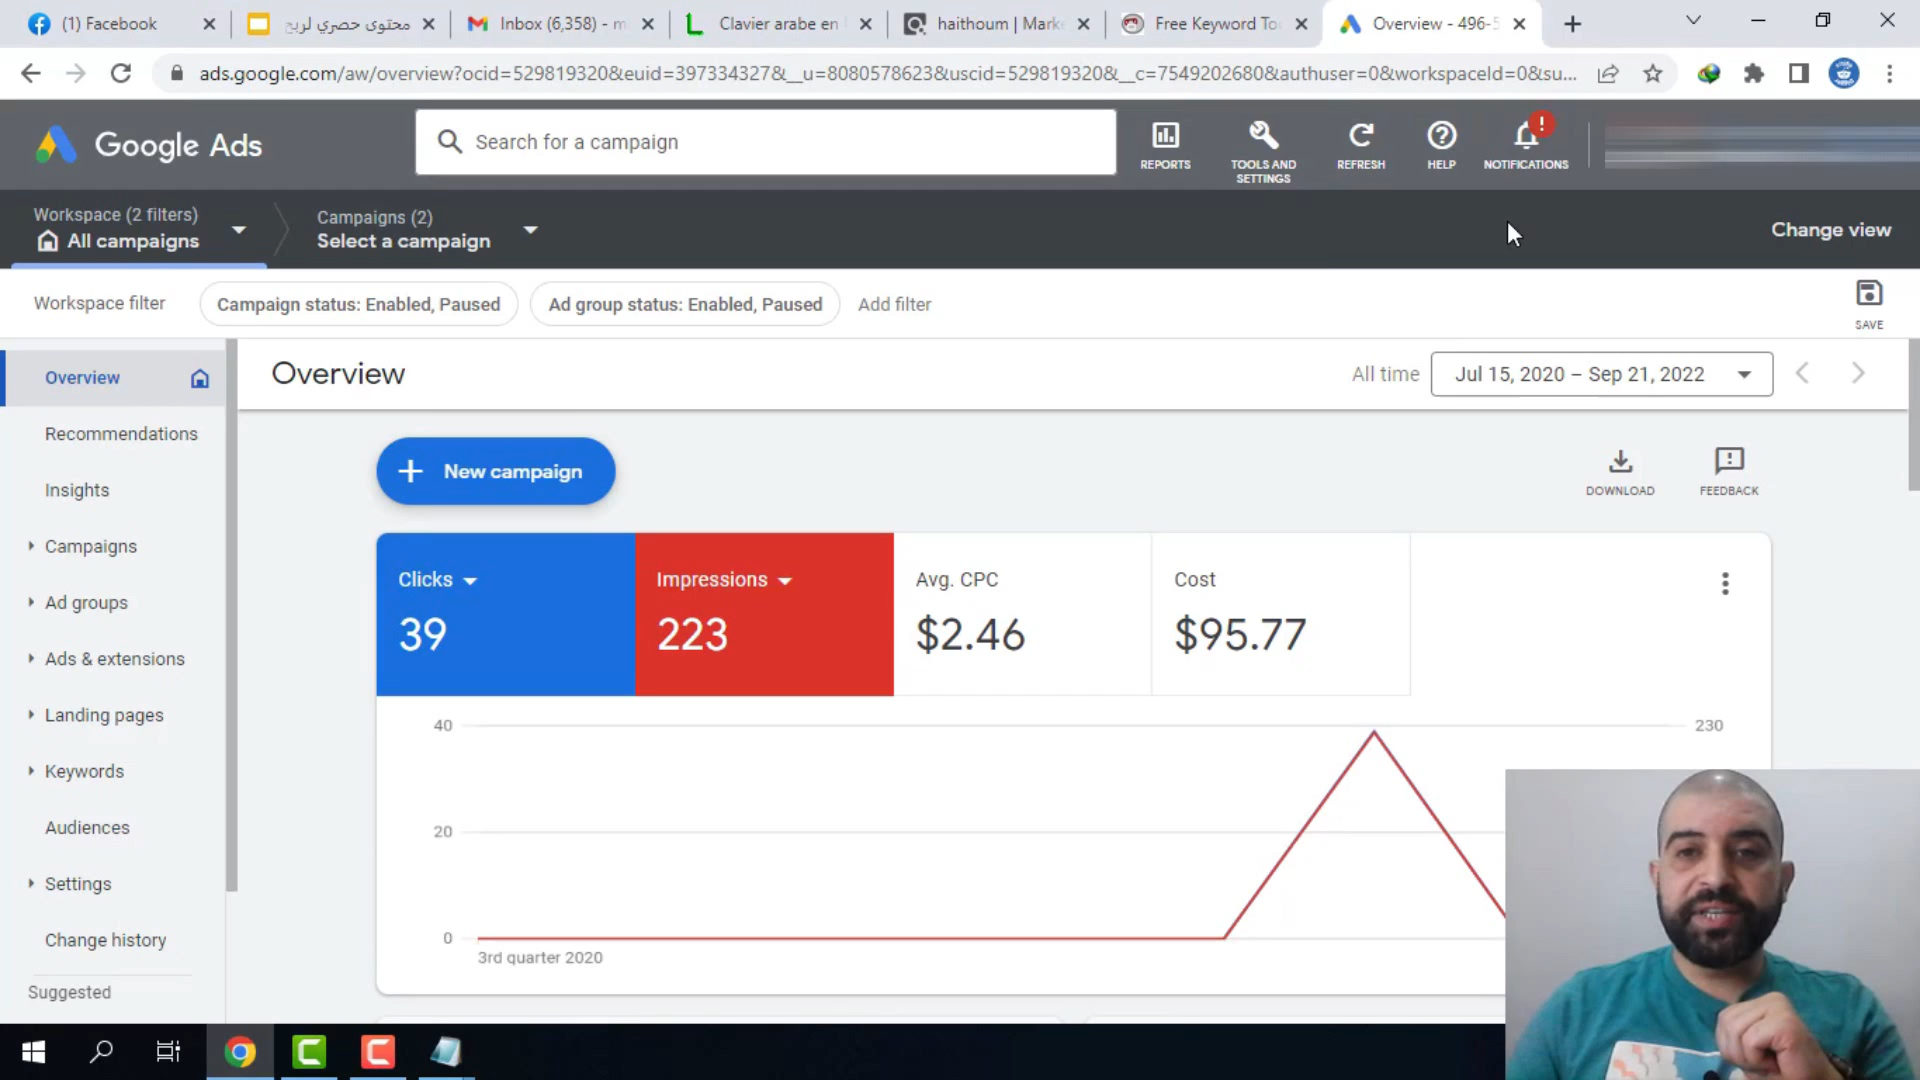 (1) Facebook
محتوى حصري لربح
Inbox (6,358) - m
Clavier arabe en
haithoum | Marke
Free Keyword To
Overview - 496-5
ads.google.com/aw/overview?ocid=529819320&euid=397334327&__u=8080578623&uscid=529819320&__c=7549202680&authuser=0&workspaceId=0&su...
Google Ads
Search for a campaign
REPORTS
TOOLS AND
SETTINGS
REFRESH
HELP
NOTIFICATIONS
Workspace (2 filters)
All campaigns
Campaigns (2)
Select a campaign
Change view
Workspace filter
Campaign status: Enabled, Paused
Ad group status: Enabled, Paused
Add filter
SAVE
Overview
Recommendations
Insights
Campaigns
Ad groups
Ads & extensions
Landing pages
Keywords
Audiences
Settings
Change history
Suggested
Overview
All time
Jul 15, 2020 – Sep 21, 2022
New campaign
DOWNLOAD
FEEDBACK
Clicks
39
Impressions
223
Avg. CPC
$2.46
Cost
$95.77
40
230
20
0
3rd quarter 2020